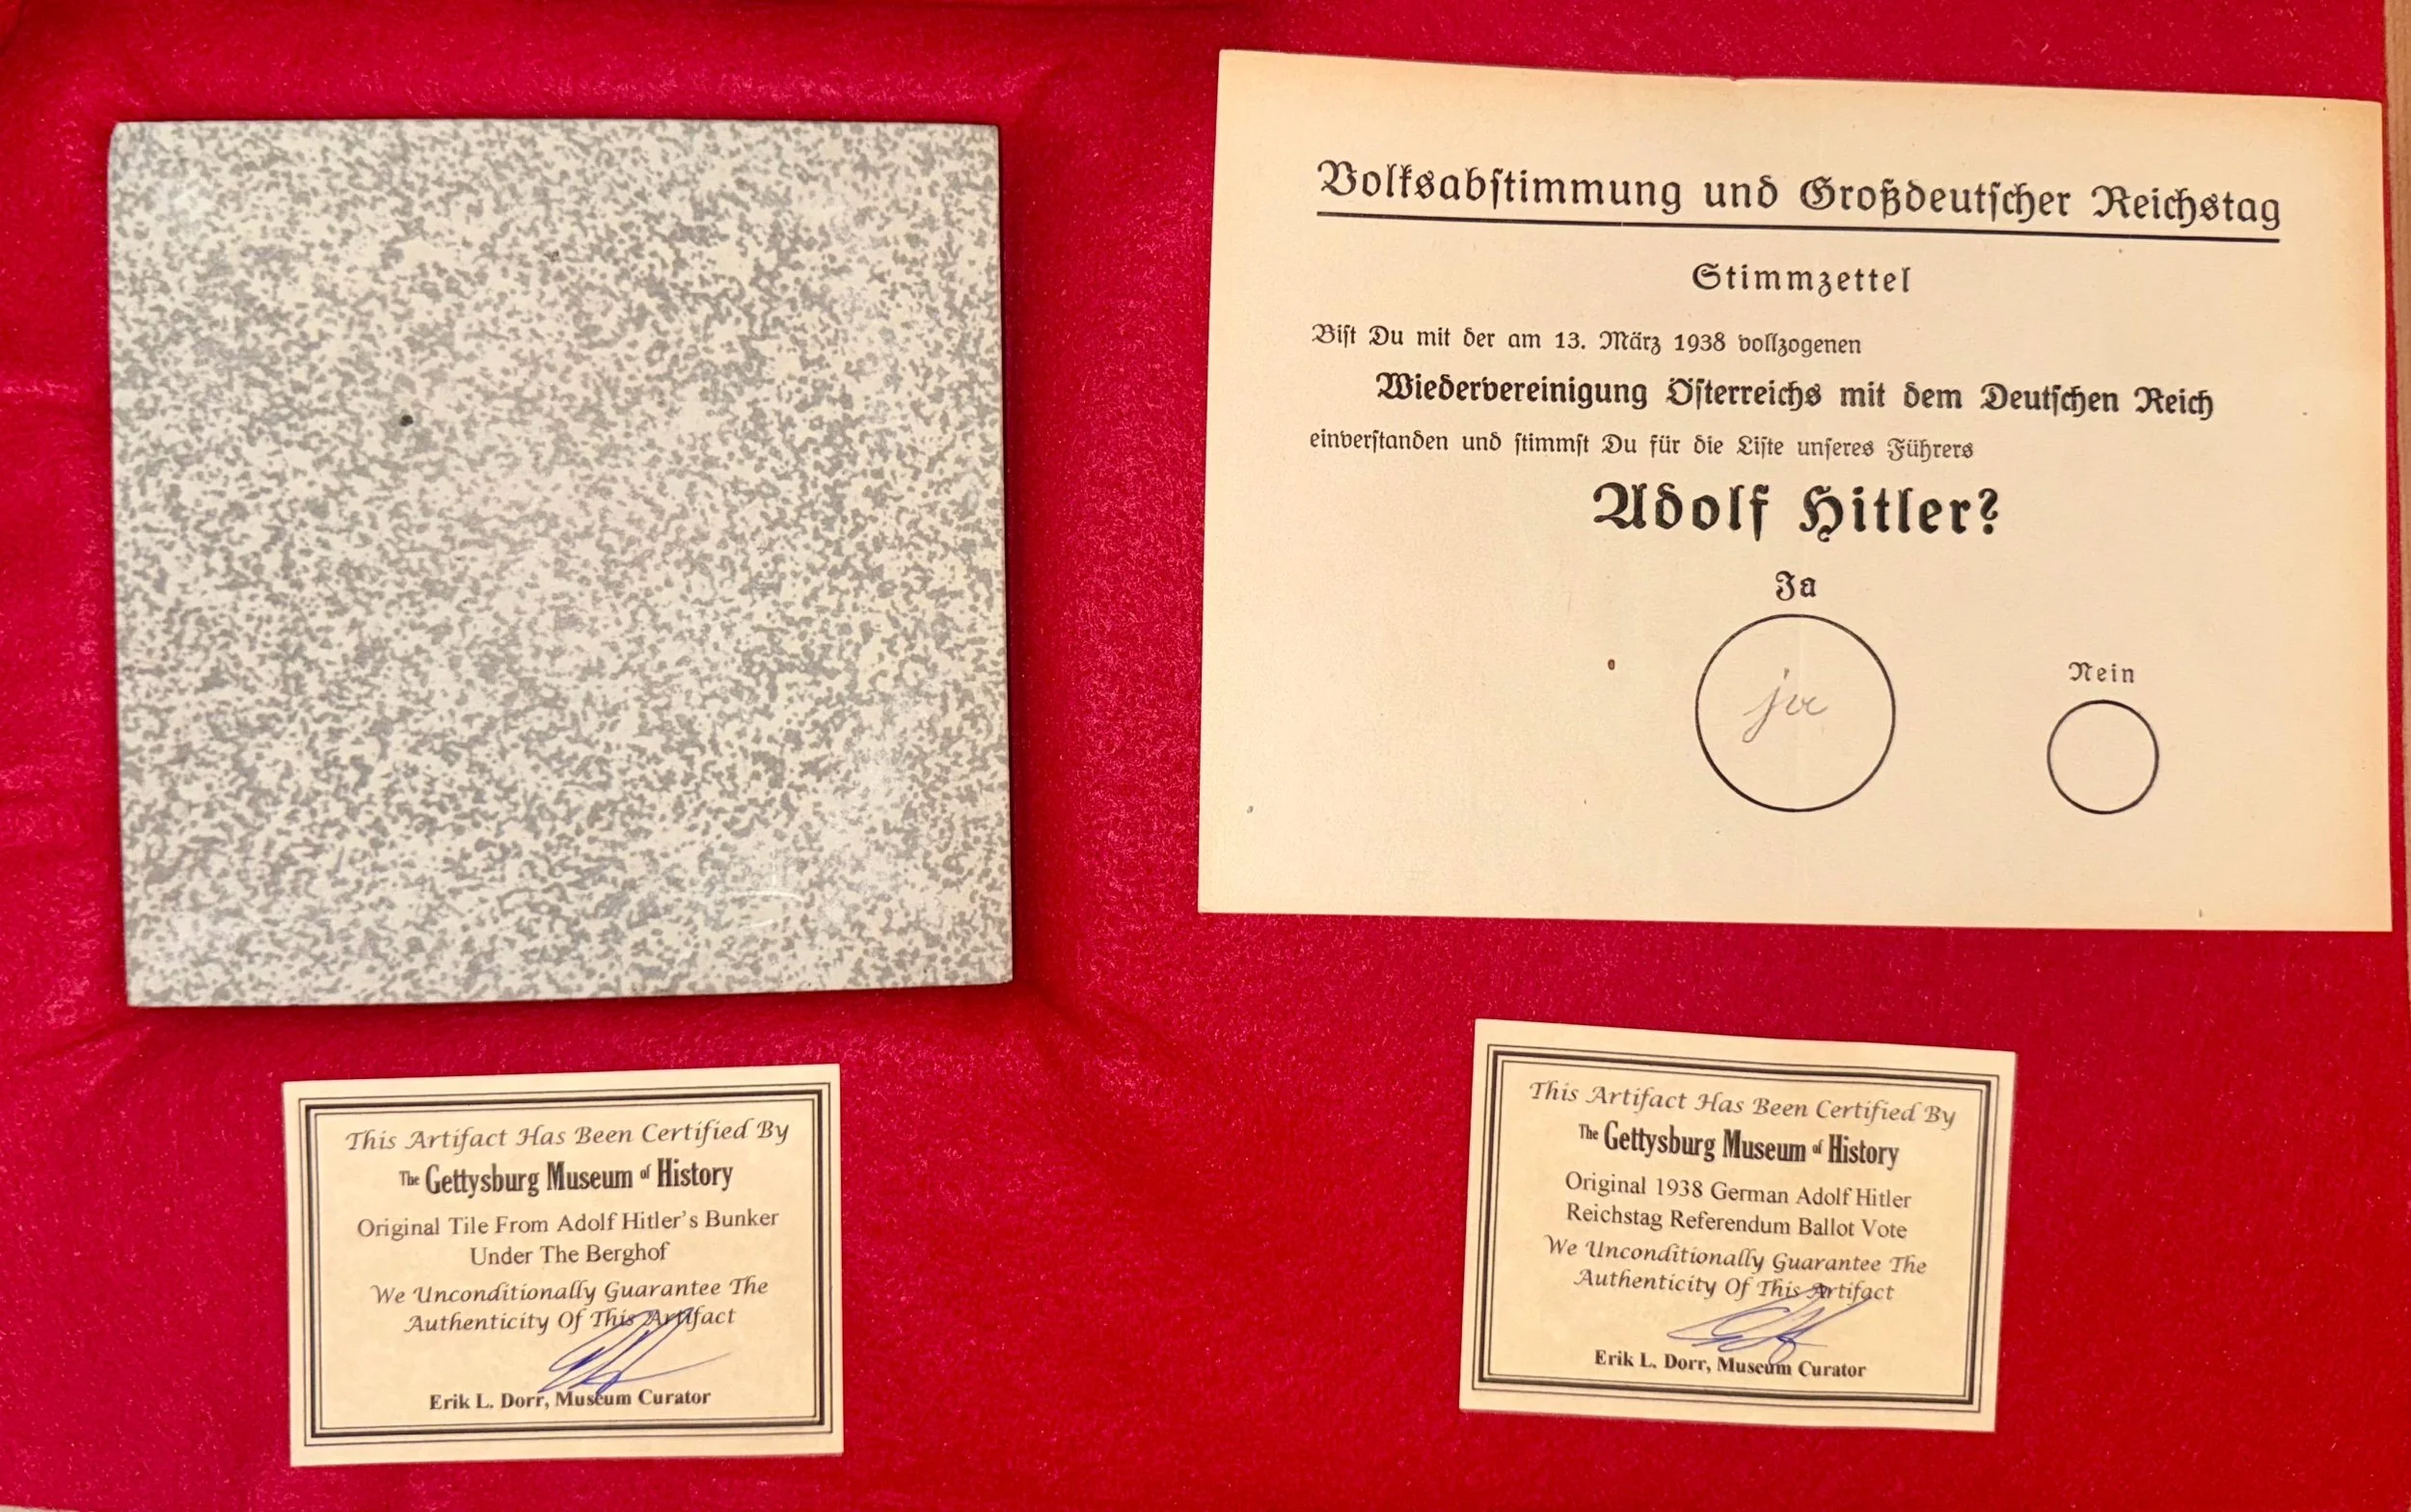 Volksabstimmung und Großdeutscher Reichstag
Stimmzettel
Bist Du mit der am 13. März 1938 vollzogenen
Wiedervereinigung Österreichs mit dem Deutschen Reich
einverstanden und stimmst Du für die Liste unseres Führers
Adolf Hitler?
Ja
ja
Nein
This Artifact Has Been Certified By
The Gettysburg Museum of History
Original Tile From Adolf Hitler's Bunker
Under The Berghof
We Unconditionally Guarantee The
Authenticity Of This Artifact
Erik L. Dorr, Museum Curator
This Artifact Has Been Certified By
The Gettysburg Museum of History
Original 1938 German Adolf Hitler
Reichstag Referendum Ballot Vote
We Unconditionally Guarantee The
Authenticity Of This Artifact
Erik L. Dorr, Museum Curator